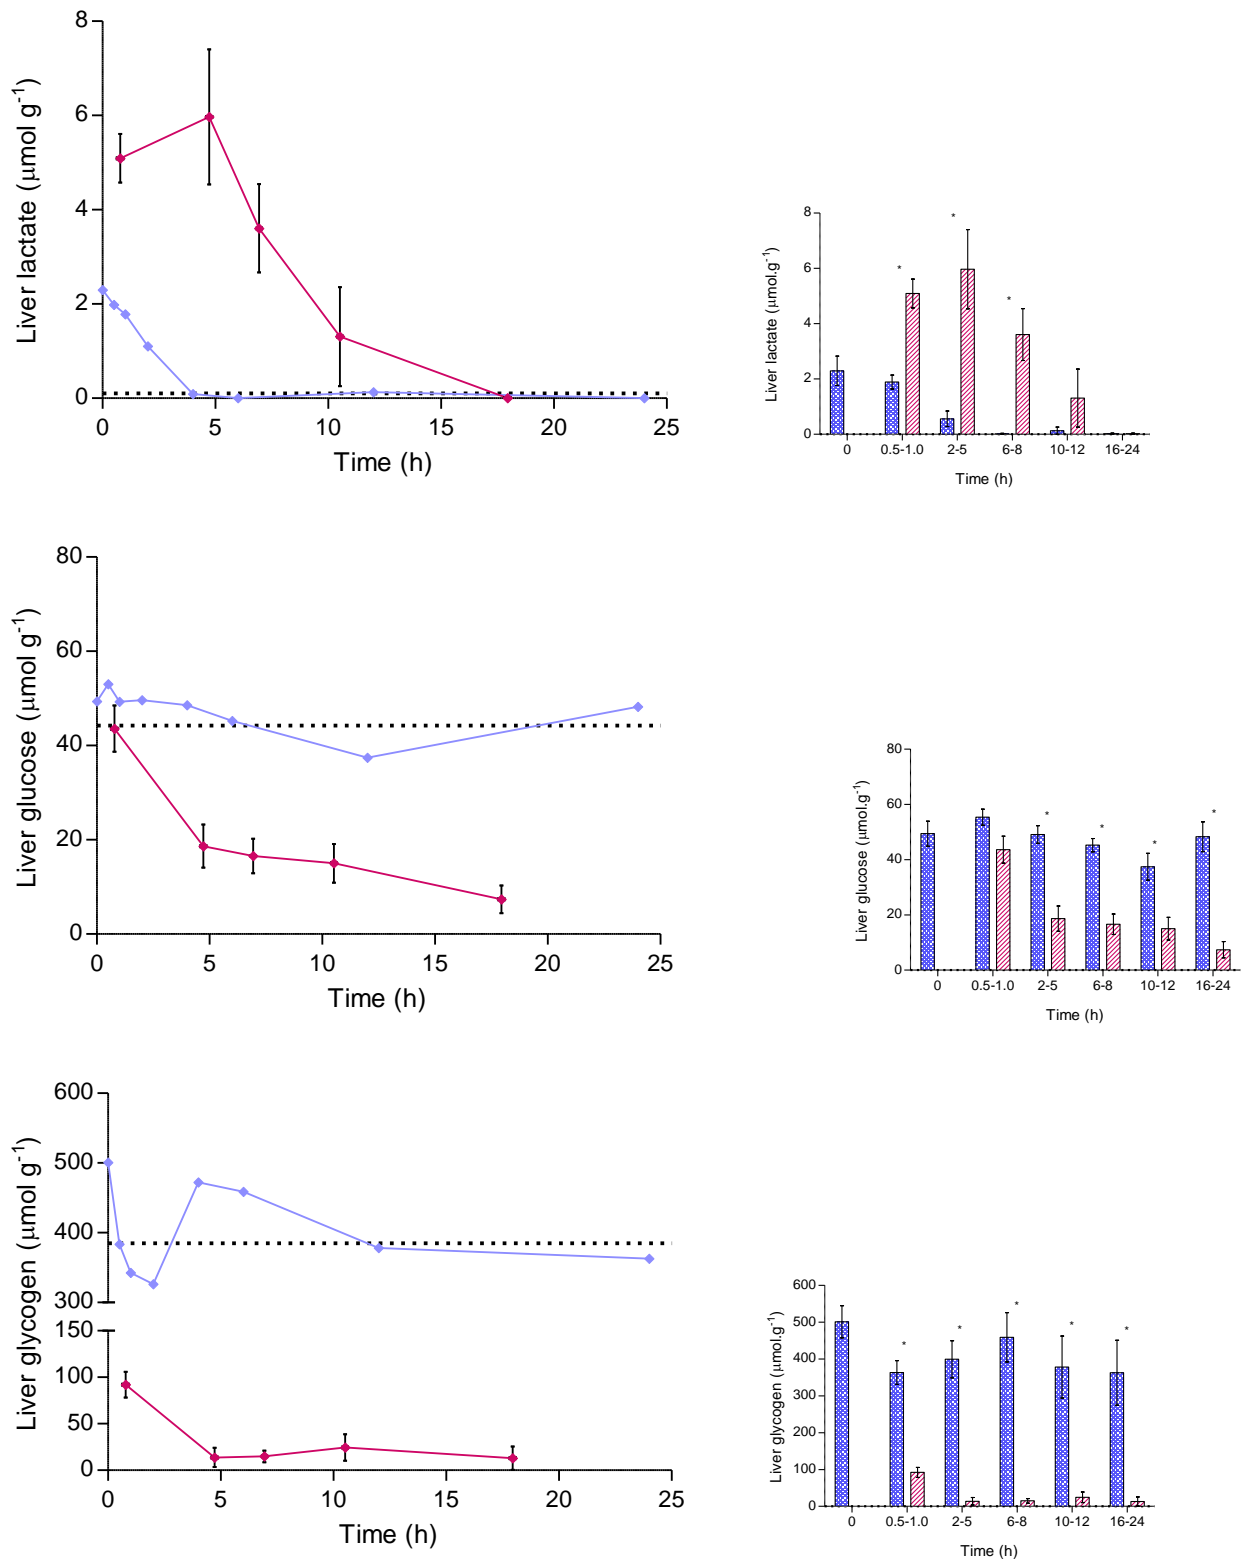 8
6
4
2
0
Liver lactate (μmol g⁻¹)
0 5 10 15 20 25
Time (h)
8
6
4
2
0
Liver lactate (μmol.g⁻¹)
* * *
0 0.5-1.0 2-5 6-8 10-12 16-24
Time (h)
80
60
40
20
0
Liver glucose (μmol g⁻¹)
0 5 10 15 20 25
Time (h)
80
60
40
20
0
Liver glucose (μmol.g⁻¹)
* * * *
0 0.5-1.0 2-5 6-8 10-12 16-24
Time (h)
600
500
400
300
150
100
50
0
Liver glycogen (μmol g⁻¹)
0 5 10 15 20 25
Time (h)
600
500
400
300
200
100
0
Liver glycogen (μmol.g⁻¹)
* * * * *
0 0.5-1.0 2-5 6-8 10-12 16-24
Time (h)